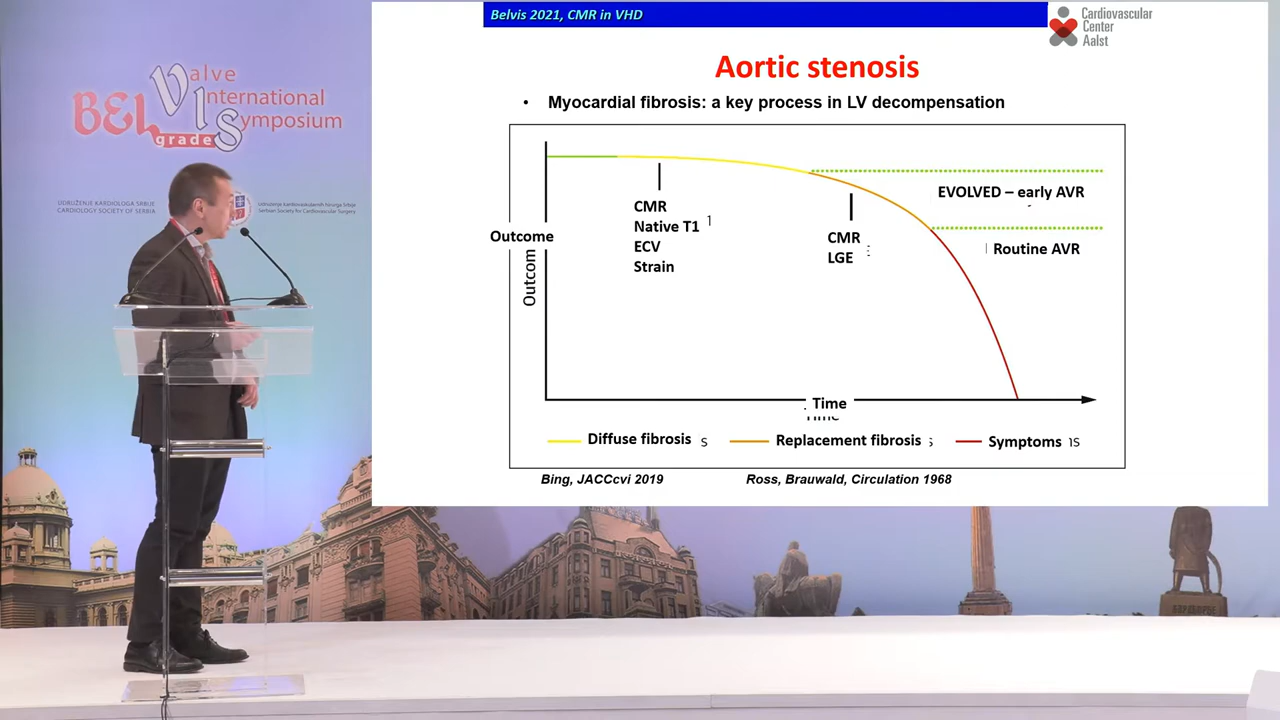 Belvis 2021, CMR in VHD
Cardiovascular
Center
Aalst
Aortic stenosis
• Myocardial fibrosis: a key process in LV decompensation
EVOLVED – early AVR
CMR
Native T1
ECV
Strain
CMR
LGE
Routine AVR
Outcome
Outcom
Time
Diffuse fibrosis
Replacement fibrosis
Symptoms
Bing, JACCcvi 2019
Ross, Brauwald, Circulation 1968
BELgrade
Valve
International
Symposium
UDRUŽENJE KARDIOLOGA SRBIJE
CARDIOLOGY SOCIETY OF SERBIA
Serbian Society for Cardiovascular Surgery